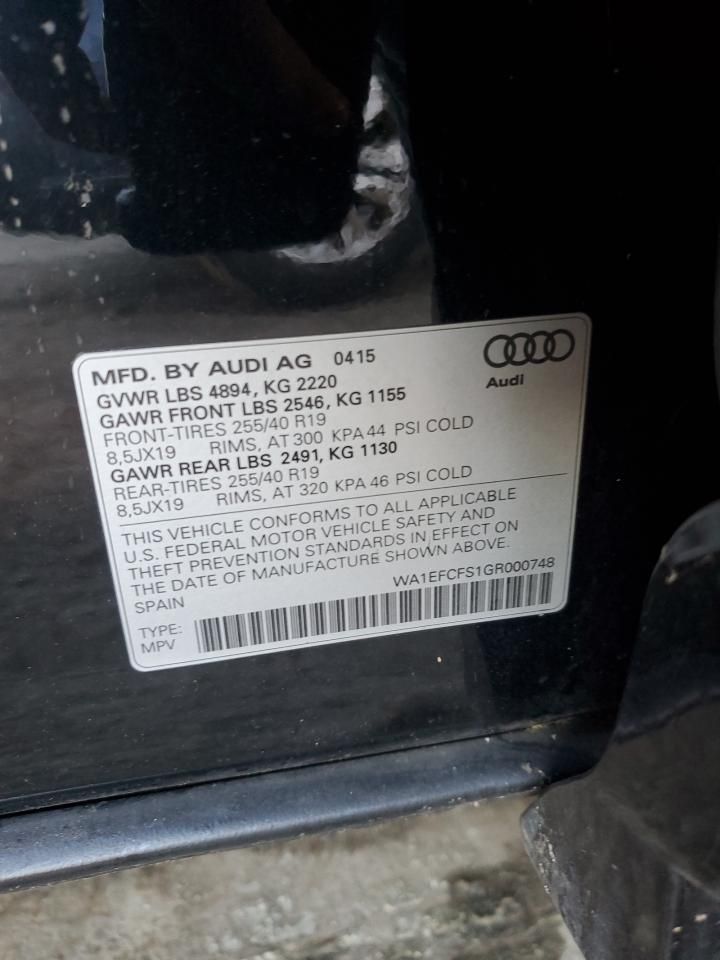 MFD. BY AUDI AG 0415
GVWR LBS 4894, KG 2220
GAWR FRONT LBS 2546, KG 1155
FRONT-TIRES 255/40 R19
8,5JX19 RIMS, AT 300 KPA 44 PSI COLD
GAWR REAR LBS 2491, KG 1130
REAR-TIRES 255/40 R19
8,5JX19 RIMS, AT 320 KPA 46 PSI COLD
Audi
THIS VEHICLE CONFORMS TO ALL APPLICABLE
U.S. FEDERAL MOTOR VEHICLE SAFETY AND
THEFT PREVENTION STANDARDS IN EFFECT ON
THE DATE OF MANUFACTURE SHOWN ABOVE.
SPAIN WA1EFCFS1GR000748
TYPE:
MPV